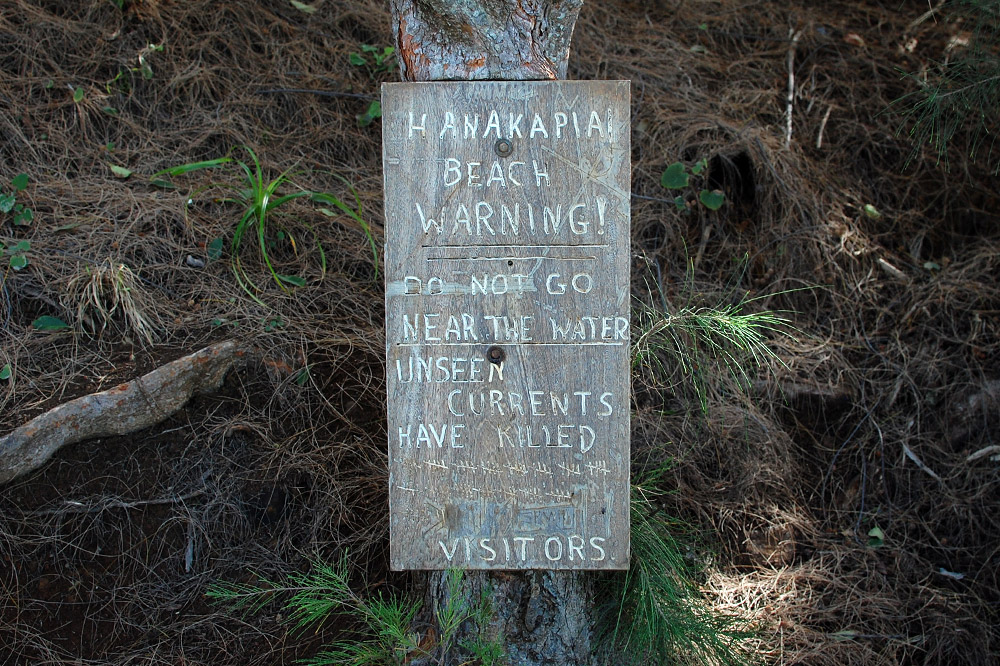 HANAKAPIAI
BEACH
WARNING!
DO NOT GO
NEAR THE WATER
UNSEEN
CURRENTS
HAVE KILLED
VISITORS.